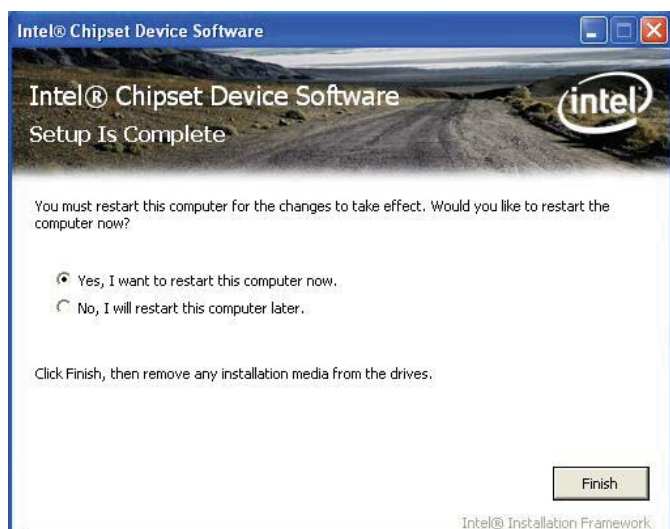 Intel® Chipset Device Software
Intel® Chipset Device Software
intel
Setup Is Complete
You must restart this computer for the changes to take effect. Would you like to restart the
computer now?
Yes, I want to restart this computer now.
No, I will restart this computer later.
Click Finish, then remove any installation media from the drives.
Finish
Intel® Installation Framework